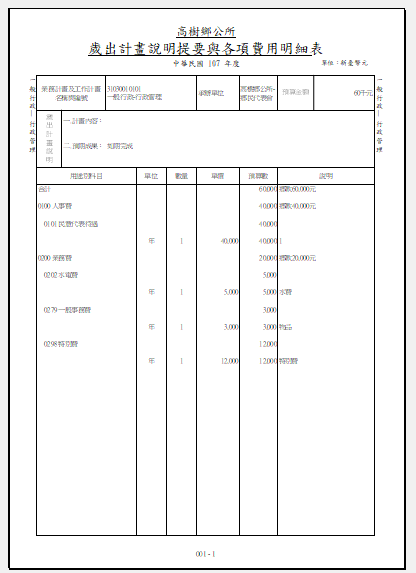 高樹鄉公所
歲出計畫說明提要與各項費用明細表
中華民國 107 年度
單位：新臺幣元
一般行政—行政管理
業務計畫及工作計畫
名稱與編號
31030010101
一般行政-行政管理
承辦單位
高樹鄉公所-
鄉民代表會
預算金額
60千元
一般行政—行政管理
歲出計畫說明
一.計畫內容：
二.預期成果： 如期完成
用途別科目 單位 數量 單價 預算數 說明
合計 60,000 經款60,000元
0100 人事費 40,000 經款40,000元
0101 民意代表待遇 40,000
年 1 40,000 40,000 1
0200 業務費 20,000 經款20,000元
0202 水電費 5,000
年 1 5,000 5,000 水費
0279 一般事務費 3,000
年 1 3,000 3,000 物品
0298 特別費 12,000
年 1 12,000 12,000 特別費
001 - 1